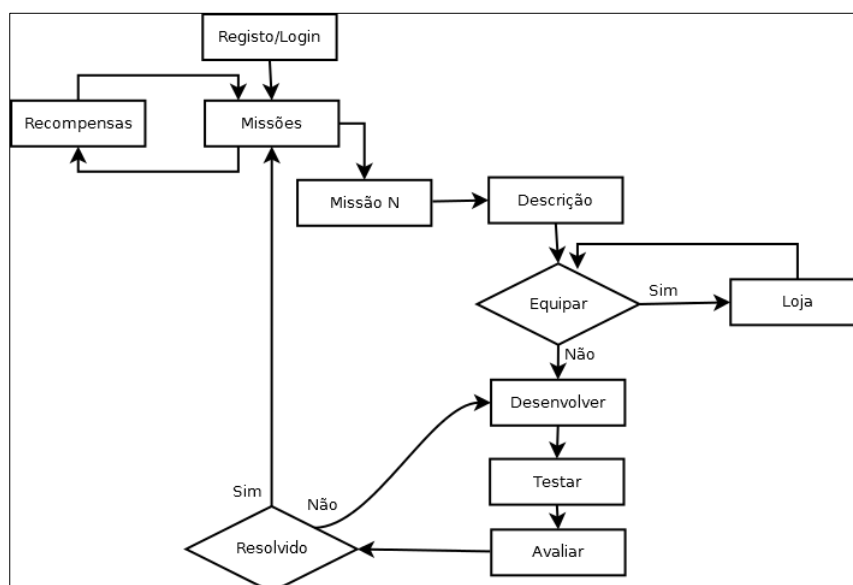 Registo/Login
Recompensas
Missões
Missão N
Descrição
Equipar
Sim
Loja
Não
Desenvolver
Testar
Sim
Não
Resolvido
Avaliar